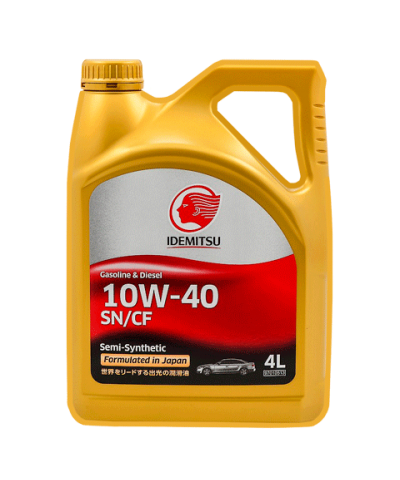 IDEMITSU
Gasoline & Diesel
10W-40
SN/CF
Semi-Synthetic
Formulated in Japan
4L
世界をリードする出光の潤滑油